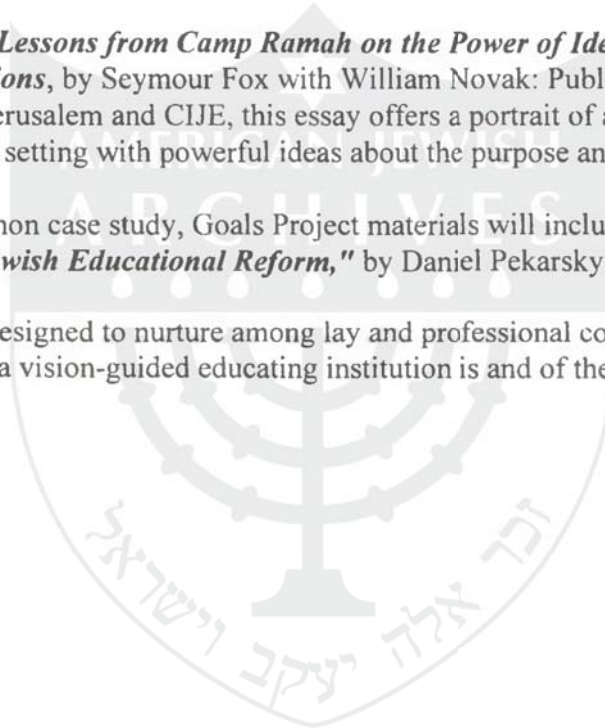 Lessons from Camp Ramah on the Power of Ide
ions, by Seymour Fox with William Novak: Publ
erusalem and CIJE, this essay offers a portrait of a
setting with powerful ideas about the purpose an
AMERICAN JEWISH
ARCHIVES
non case study, Goals Project materials will inclu
wish Educational Reform," by Daniel Pekarsky
esigned to nurture among lay and professional co
a vision-guided educating institution is and of the
זכר אלה יעקב וישראל